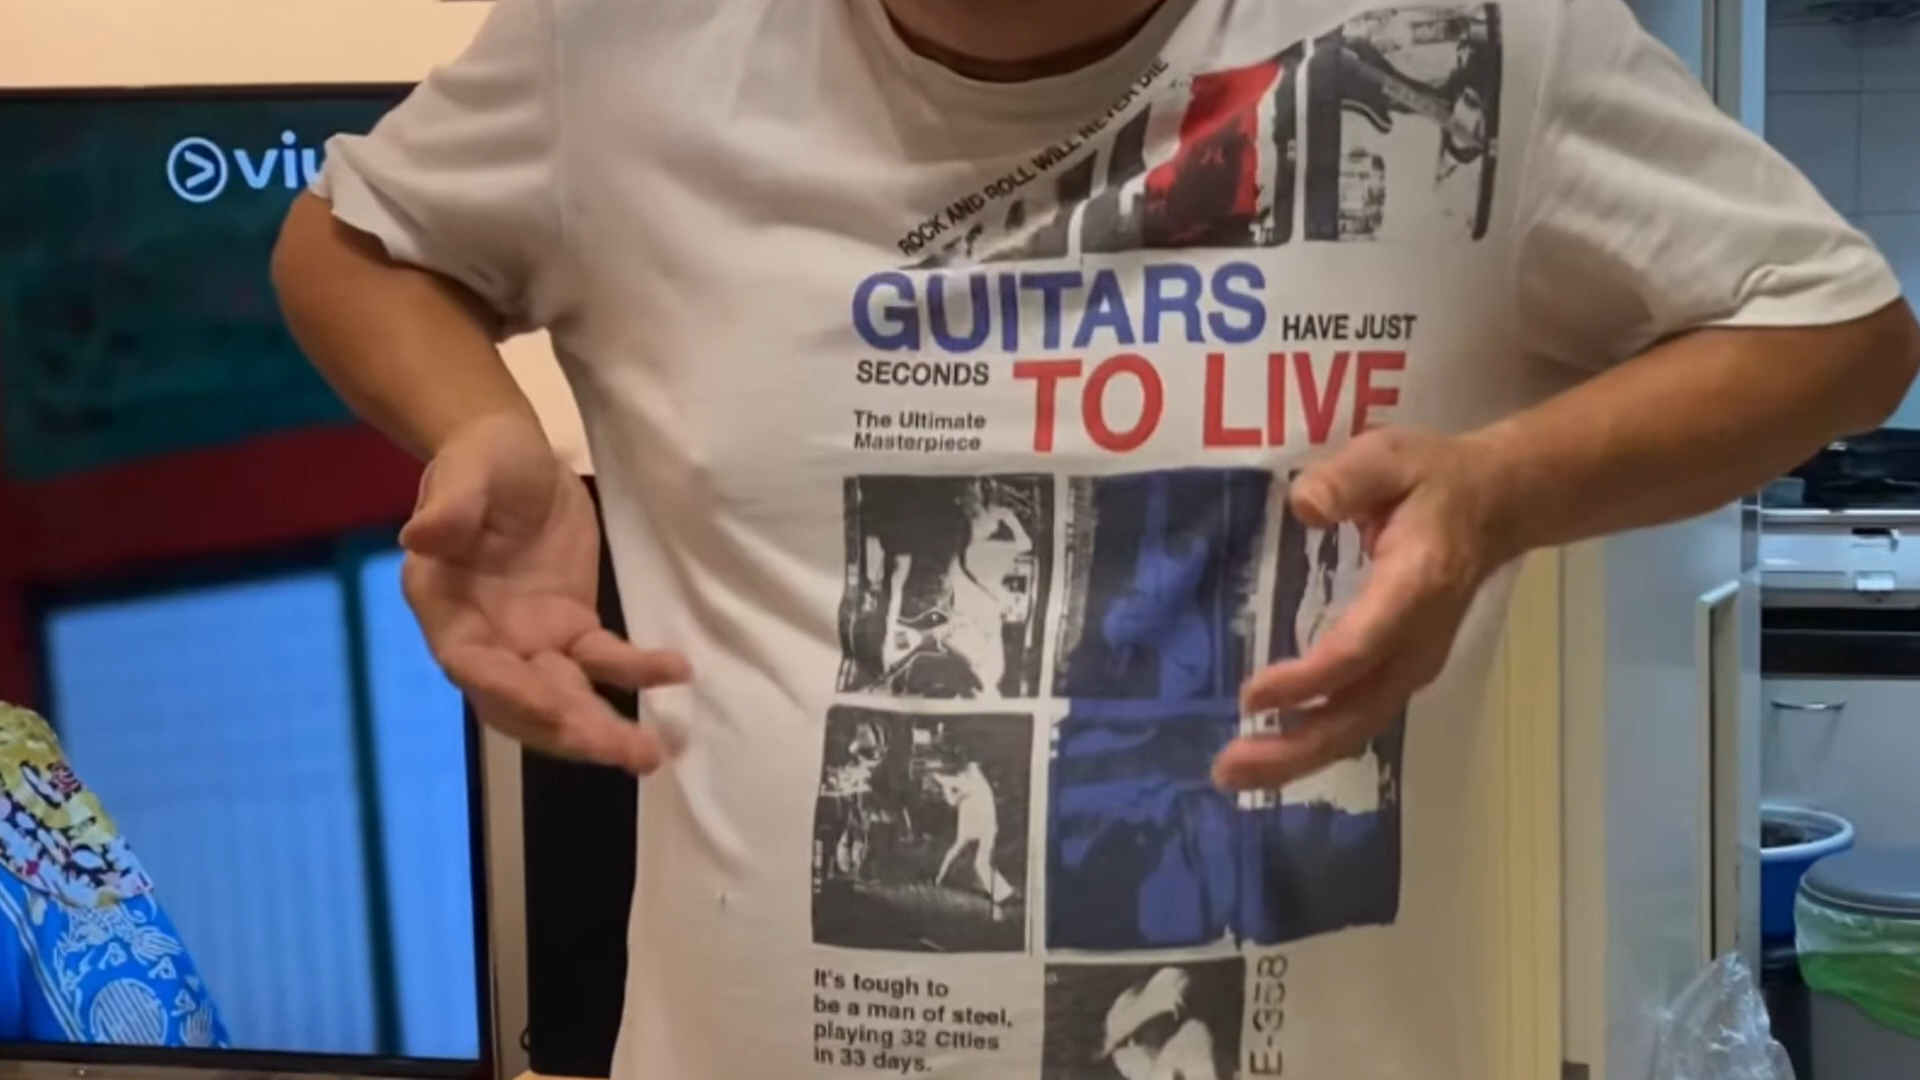 viu
ROCK AND ROLL WILL NEVER DIE
GUITARS HAVE JUST
SECONDS TO LIVE
The Ultimate
Masterpiece
It's tough to
be a man of steel,
playing 32 Cities
in 33 days.